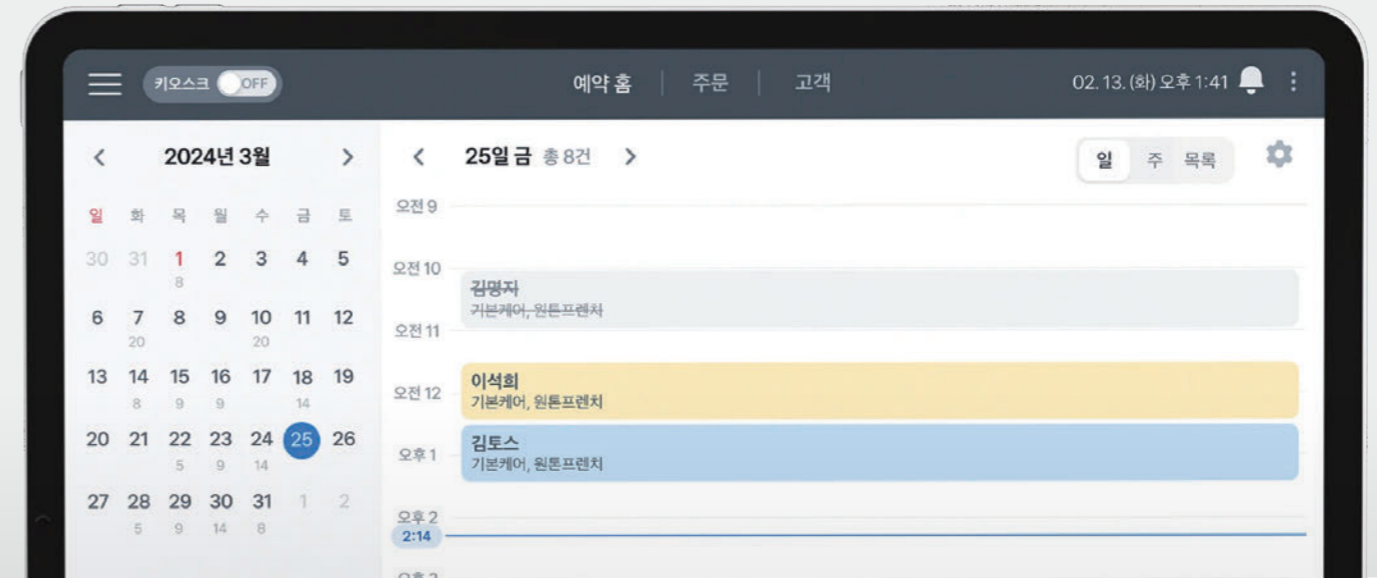 키오스크 OFF 예약 홈 주문 고객 02. 13. (화) 오후 1:41
2024년 3월
일 화 목 월 수 금 토
30 31 1 2 3 4 5
8
6 7 8 9 10 11 12
20 20
13 14 15 16 17 18 19
8 9 9 14
20 21 22 23 24 25 26
5 9 14
27 28 29 30 31 1 2
5 9 14 8
25일 금 총 8건 일 주 목록
오전 9
오전 10
김명자
기본케어, 원톤프렌치
오전 11
이석희
오전 12
기본케어, 원톤프렌치
김토스
오후 1
기본케어, 원톤프렌치
오후 2
2:14